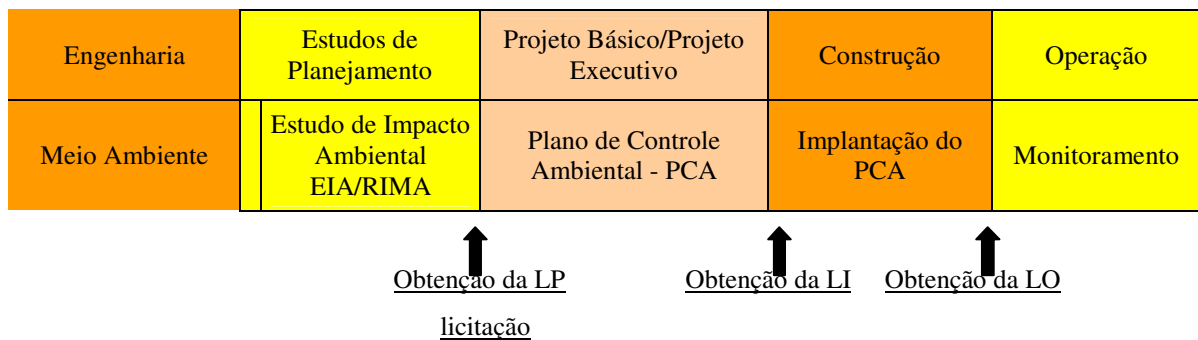 Engenharia
Estudos de
Planejamento
Projeto Básico/Projeto
Executivo
Construção
Operação
Meio Ambiente
Estudo de Impacto
Ambiental
EIA/RIMA
Plano de Controle
Ambiental - PCA
Implantação do
PCA
Monitoramento
Obtenção da LP
licitação
Obtenção da LI
Obtenção da LO